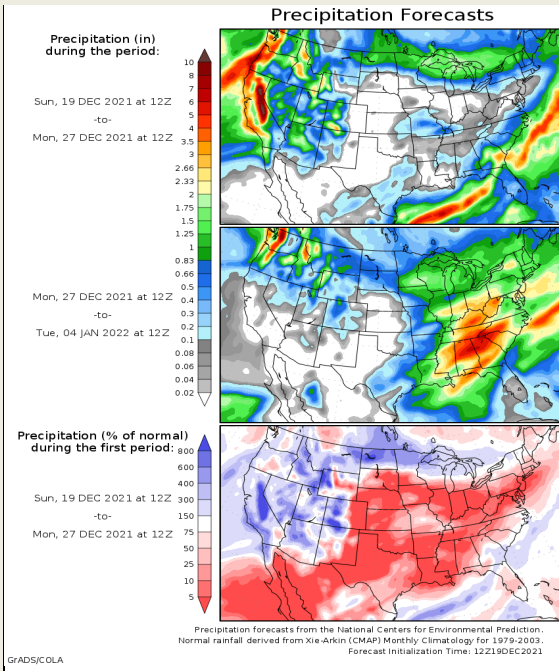 Precipitation Forecasts
Precipitation (in)
during the period:
Sun, 19 DEC 2021 at 12Z
-to-
Mon, 27 DEC 2021 at 12Z
10
8
7
6
5
4
3.5
3
2.66
2.33
2
1.75
1.5
1.25
1
0.83
0.66
0.5
0.4
0.3
0.2
0.1
0.08
0.06
0.04
0.02
Mon, 27 DEC 2021 at 12Z
-to-
Tue, 04 JAN 2022 at 12Z
Precipitation (% of normal)
during the first period:
Sun, 19 DEC 2021 at 12Z
-to-
Mon, 27 DEC 2021 at 12Z
800
600
400
300
150
75
50
25
10
5
Precipitation forecasts from the National Centers for Environmental Prediction.
Normal rainfall derived from Xie-Arkin (CMAP) Monthly Climatology for 1979-2003.
Forecast Initialization Time: 12Z19DEC2021
GrADS/COLA